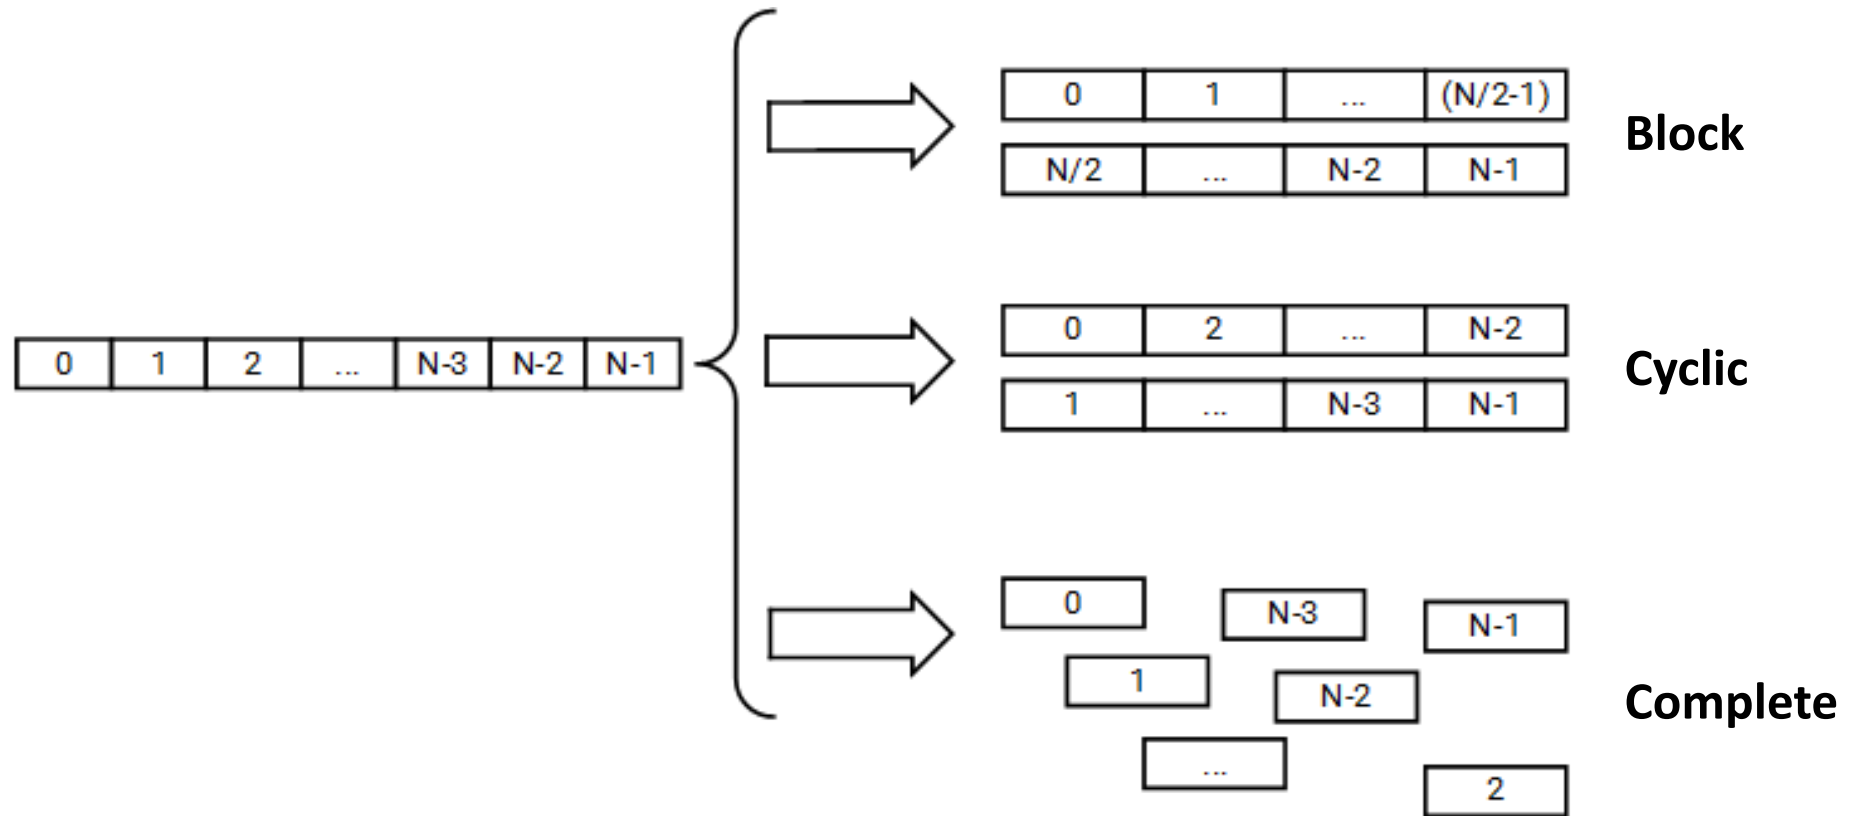 0 1 2 ... N-3 N-2 N-1
0 1 ... (N/2-1)
N/2 ... N-2 N-1
Block
0 2 ... N-2
1 ... N-3 N-1
Cyclic
0 N-3 N-1
1 N-2
... 2
Complete